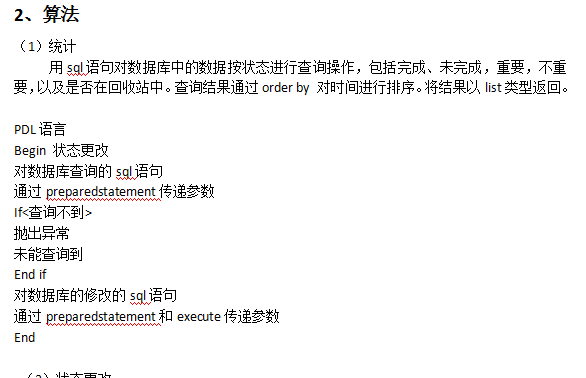 2、算法
（1）统计
用 sql 语句对数据库中的数据按状态进行查询操作，包括完成、未完成，重要，不重
要，以及是否在回收站中。查询结果通过 order by 对时间进行排序。将结果以 list 类型返回。
PDL 语言
Begin 状态更改
对数据库查询的 sql 语句
通过 preparedstatement 传递参数
If<查询不到>
抛出异常
未能查询到
End if
对数据库的修改的 sql 语句
通过 preparedstatement 和 execute 传递参数
End
（2）状态更改